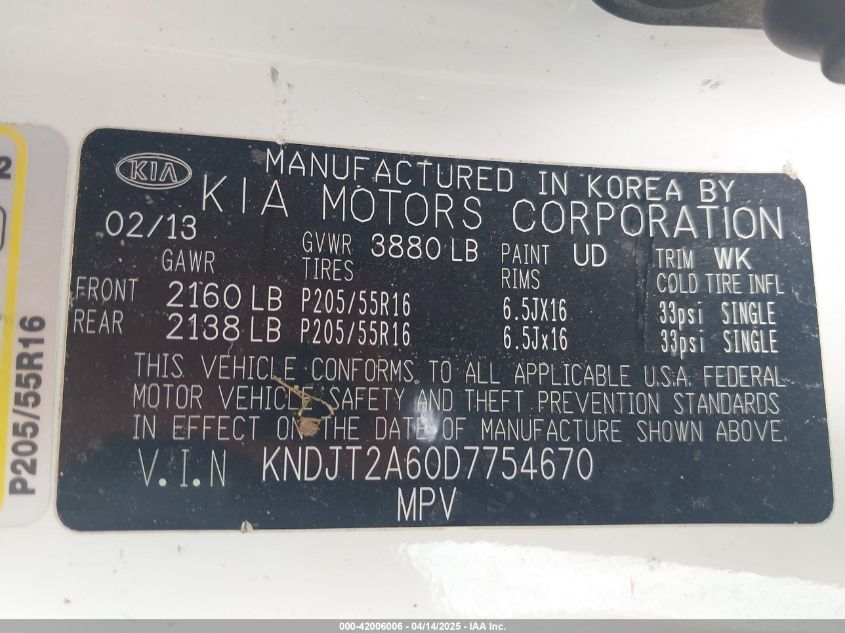 KIA
MANUFACTURED IN KOREA BY
KIA MOTORS CORPORATION
02/13
GVWR 3880 LB PAINT UD TRIM WK
GAWR TIRES RIMS COLD TIRE INFL
FRONT 2160 LB P205/55R16 6.5JX16 33psi SINGLE
REAR 2138 LB P205/55R16 6.5Jx16 33psi SINGLE
THIS VEHICLE CONFORMS TO ALL APPLICABLE U.S.A. FEDERAL
MOTOR VEHICLE SAFETY AND THEFT PREVENTION STANDARDS
IN EFFECT ON THE DATE OF MANUFACTURE SHOWN ABOVE.
V.I.N KNDJT2A60D7754670
MPV
P205/55R16
2
000-42006006 - 04/14/2025 - IAA Inc.